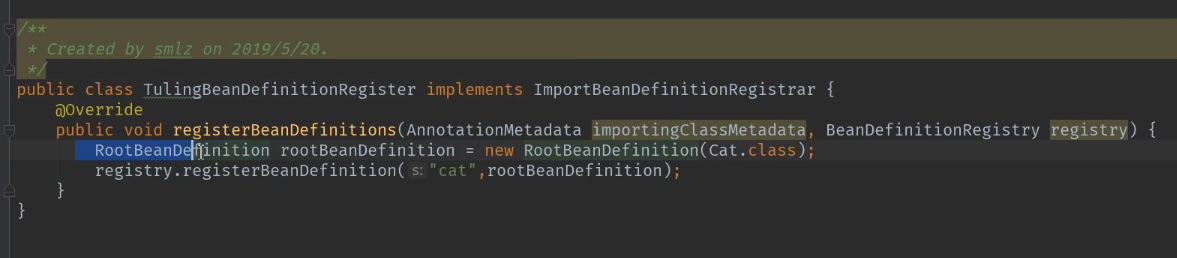 /**
 * Created by smlz on 2019/5/20.
 */
public class TulingBeanDefinitionRegister implements ImportBeanDefinitionRegistrar {
    @Override
    public void registerBeanDefinitions(AnnotationMetadata importingClassMetadata, BeanDefinitionRegistry registry) {
        RootBeanDefinition rootBeanDefinition = new RootBeanDefinition(Cat.class);
        registry.registerBeanDefinition( s: "cat",rootBeanDefinition);
    }
}